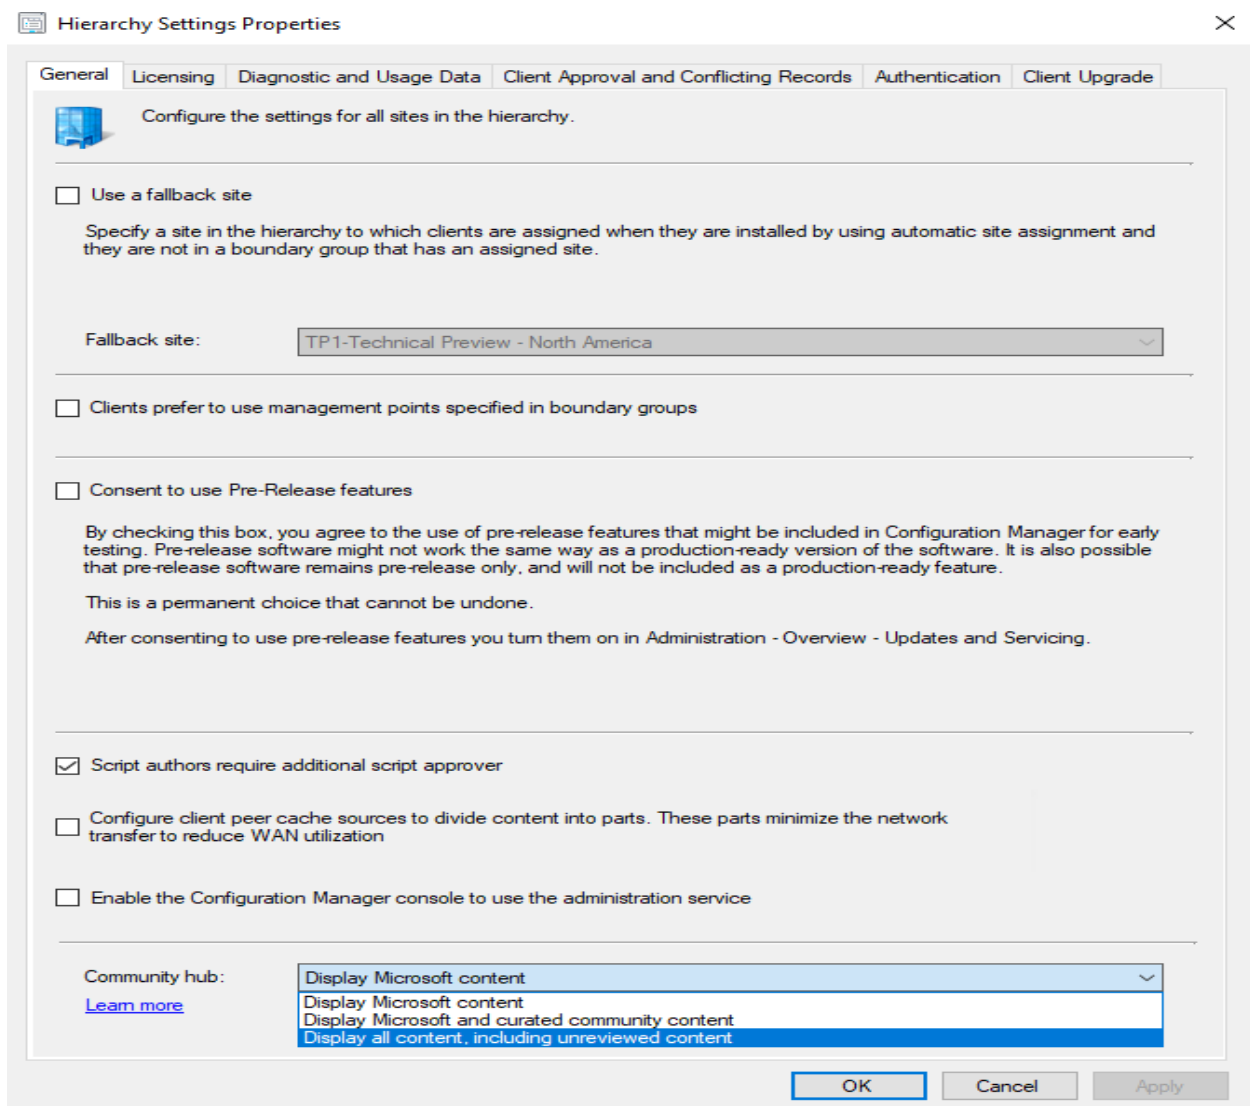 Hierarchy Settings Properties
General
Licensing
Diagnostic and Usage Data
Client Approval and Conflicting Records
Authentication
Client Upgrade
Configure the settings for all sites in the hierarchy.
Use a fallback site
Specify a site in the hierarchy to which clients are assigned when they are installed by using automatic site assignment and
they are not in a boundary group that has an assigned site.
Fallback site:
TP1-Technical Preview - North America
Clients prefer to use management points specified in boundary groups
Consent to use Pre-Release features
By checking this box, you agree to the use of pre-release features that might be included in Configuration Manager for early
testing. Pre-release software might not work the same way as a production-ready version of the software. It is also possible
that pre-release software remains pre-release only, and will not be included as a production-ready feature.
This is a permanent choice that cannot be undone.
After consenting to use pre-release features you turn them on in Administration - Overview - Updates and Servicing.
Script authors require additional script approver
Configure client peer cache sources to divide content into parts. These parts minimize the network
transfer to reduce WAN utilization
Enable the Configuration Manager console to use the administration service
Community hub:
Display Microsoft content
Learn more
Display Microsoft content
Display Microsoft and curated community content
Display all content, including unreviewed content
OK
Cancel
Apply